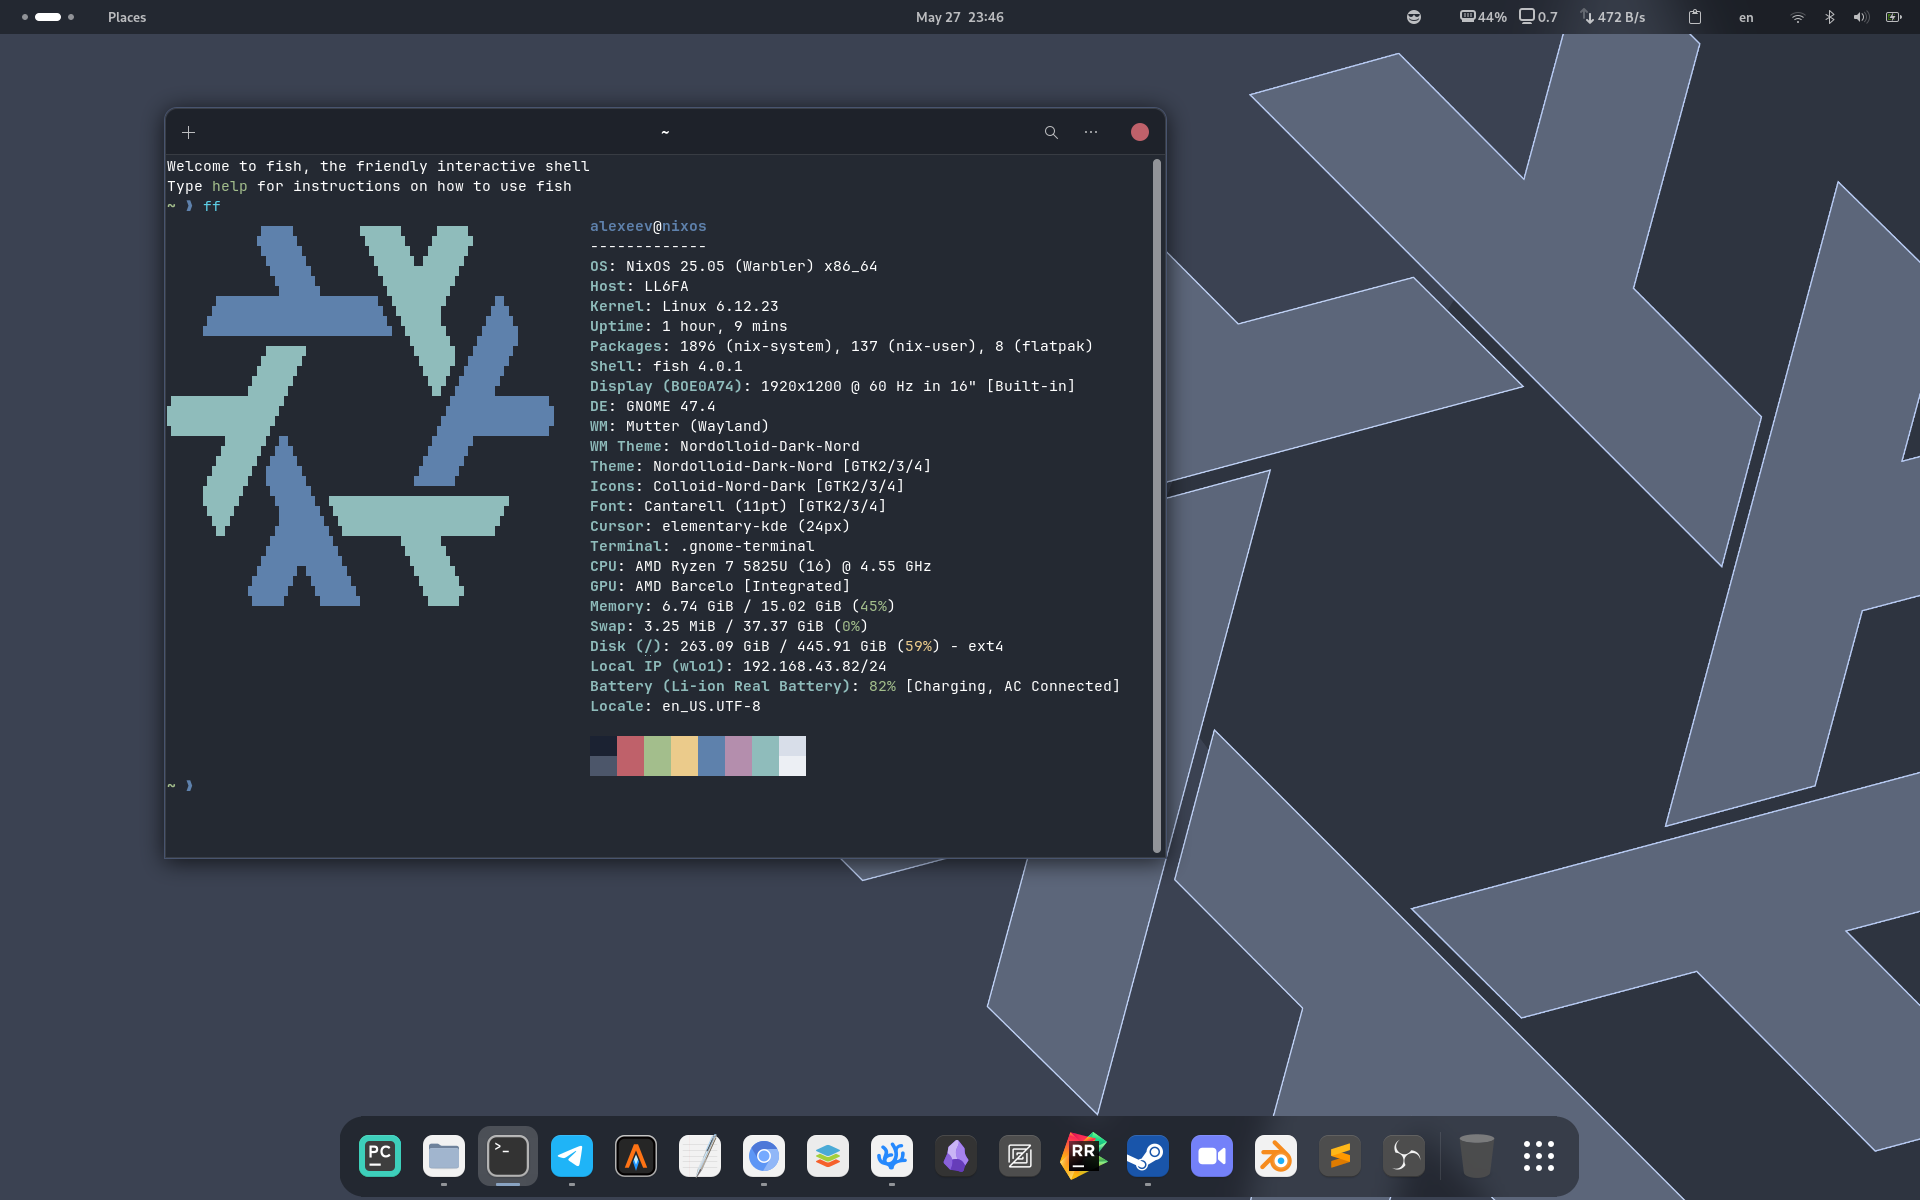 Places
May 27 23:46
44%
0.7
472 B/s
en
~
Welcome to fish, the friendly interactive shell
Type help for instructions on how to use fish
~ ⟫ ff
alexeev@nixos
-------------
OS: NixOS 25.05 (Warbler) x86_64
Host: LL6FA
Kernel: Linux 6.12.23
Uptime: 1 hour, 9 mins
Packages: 1896 (nix-system), 137 (nix-user), 8 (flatpak)
Shell: fish 4.0.1
Display (BOE0A74): 1920x1200 @ 60 Hz in 16" [Built-in]
DE: GNOME 47.4
WM: Mutter (Wayland)
WM Theme: Nordolloid-Dark-Nord
Theme: Nordolloid-Dark-Nord [GTK2/3/4]
Icons: Colloid-Nord-Dark [GTK2/3/4]
Font: Cantarell (11pt) [GTK2/3/4]
Cursor: elementary-kde (24px)
Terminal: .gnome-terminal
CPU: AMD Ryzen 7 5825U (16) @ 4.55 GHz
GPU: AMD Barcelo [Integrated]
Memory: 6.74 GiB / 15.02 GiB (45%)
Swap: 3.25 MiB / 37.37 GiB (0%)
Disk (/): 263.09 GiB / 445.91 GiB (59%) - ext4
Local IP (wlo1): 192.168.43.82/24
Battery (Li-ion Real Battery): 82% [Charging, AC Connected]
Locale: en_US.UTF-8
~ ⟫
PC
>_
RR